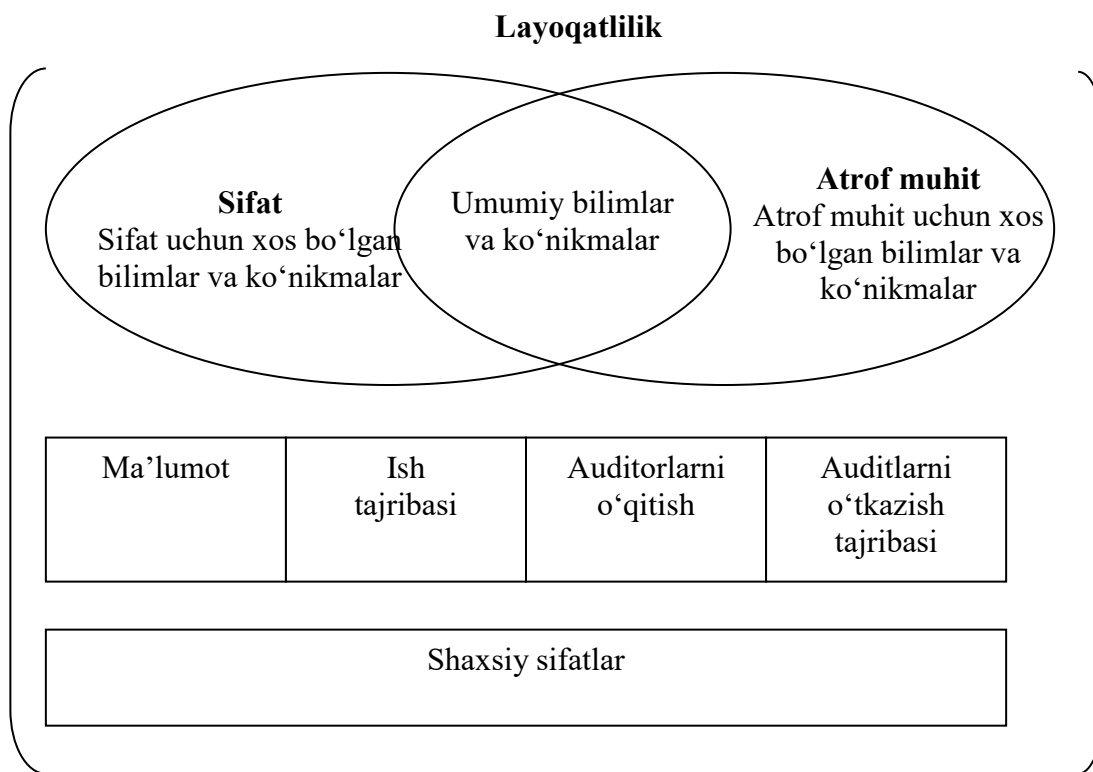 Layoqatlilik
Sifat
Sifat uchun xos bo‘lgan
bilimlar va ko‘nikmalar
Umumiy bilimlar
va ko‘nikmalar
Atrof muhit
Atrof muhit uchun xos
bo‘lgan bilimlar va
ko‘nikmalar
Ma’lumot
Ish
tajribasi
Auditorlarni
o‘qitish
Auditlarni
o‘tkazish
tajribasi
Shaxsiy sifatlar